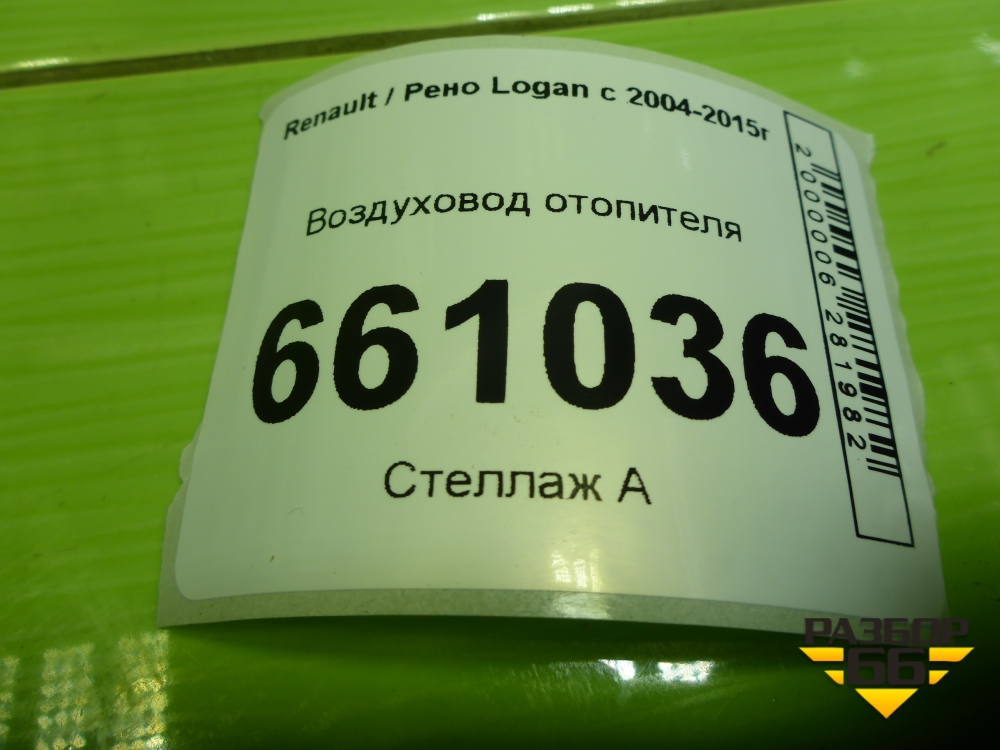 Renault / Рено Logan с 2004-2015г
Воздуховод отопителя
661036
Стеллаж А
2000006281982
РАЗБОР
66